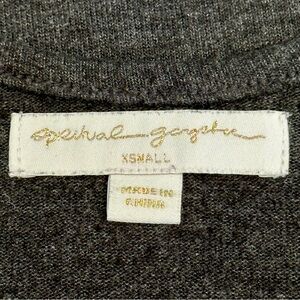 spiritual gangster
XSMALL
MADE IN
CHINA